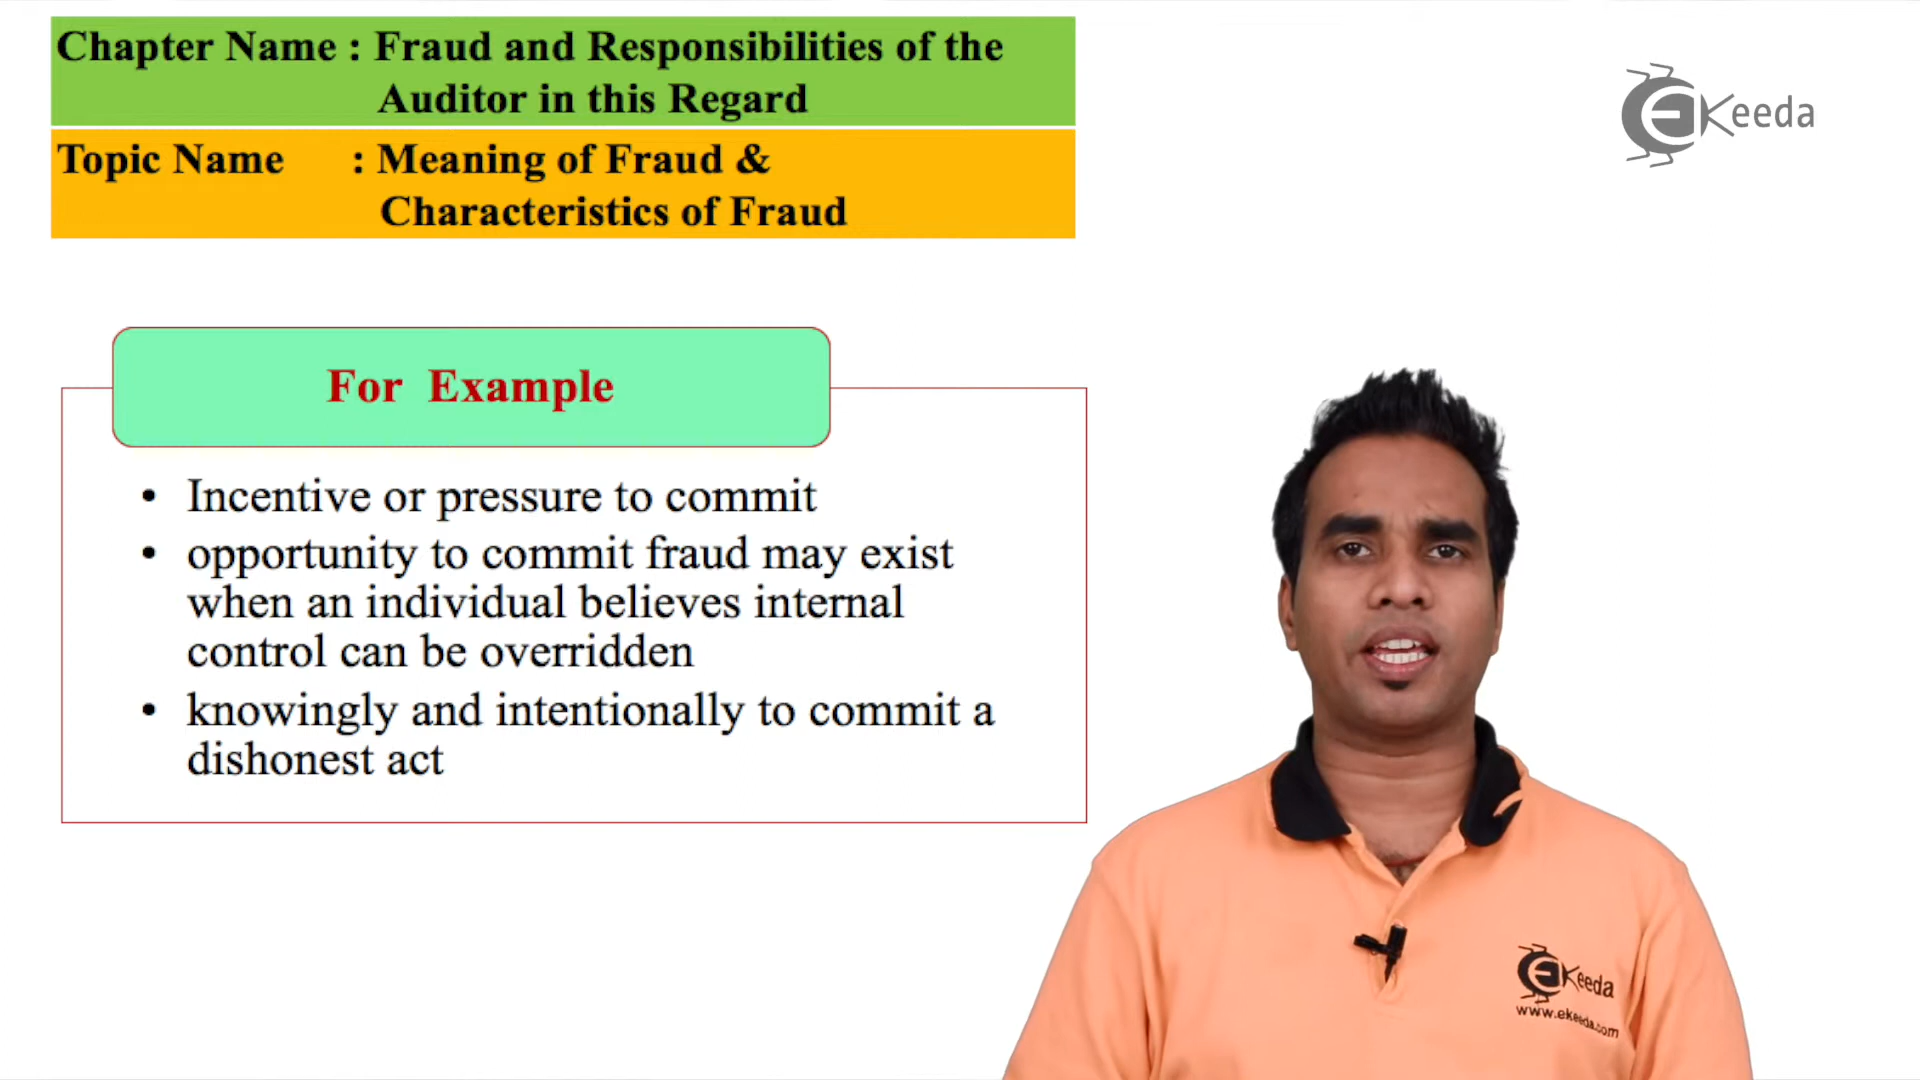 Chapter Name : Fraud and Responsibilities of the
Auditor in this Regard
Topic Name : Meaning of Fraud &
Characteristics of Fraud
EKeeda
For Example
• Incentive or pressure to commit
• opportunity to commit fraud may exist
when an individual believes internal
control can be overridden
• knowingly and intentionally to commit a
dishonest act
EKeeda
www.ekeeda.com